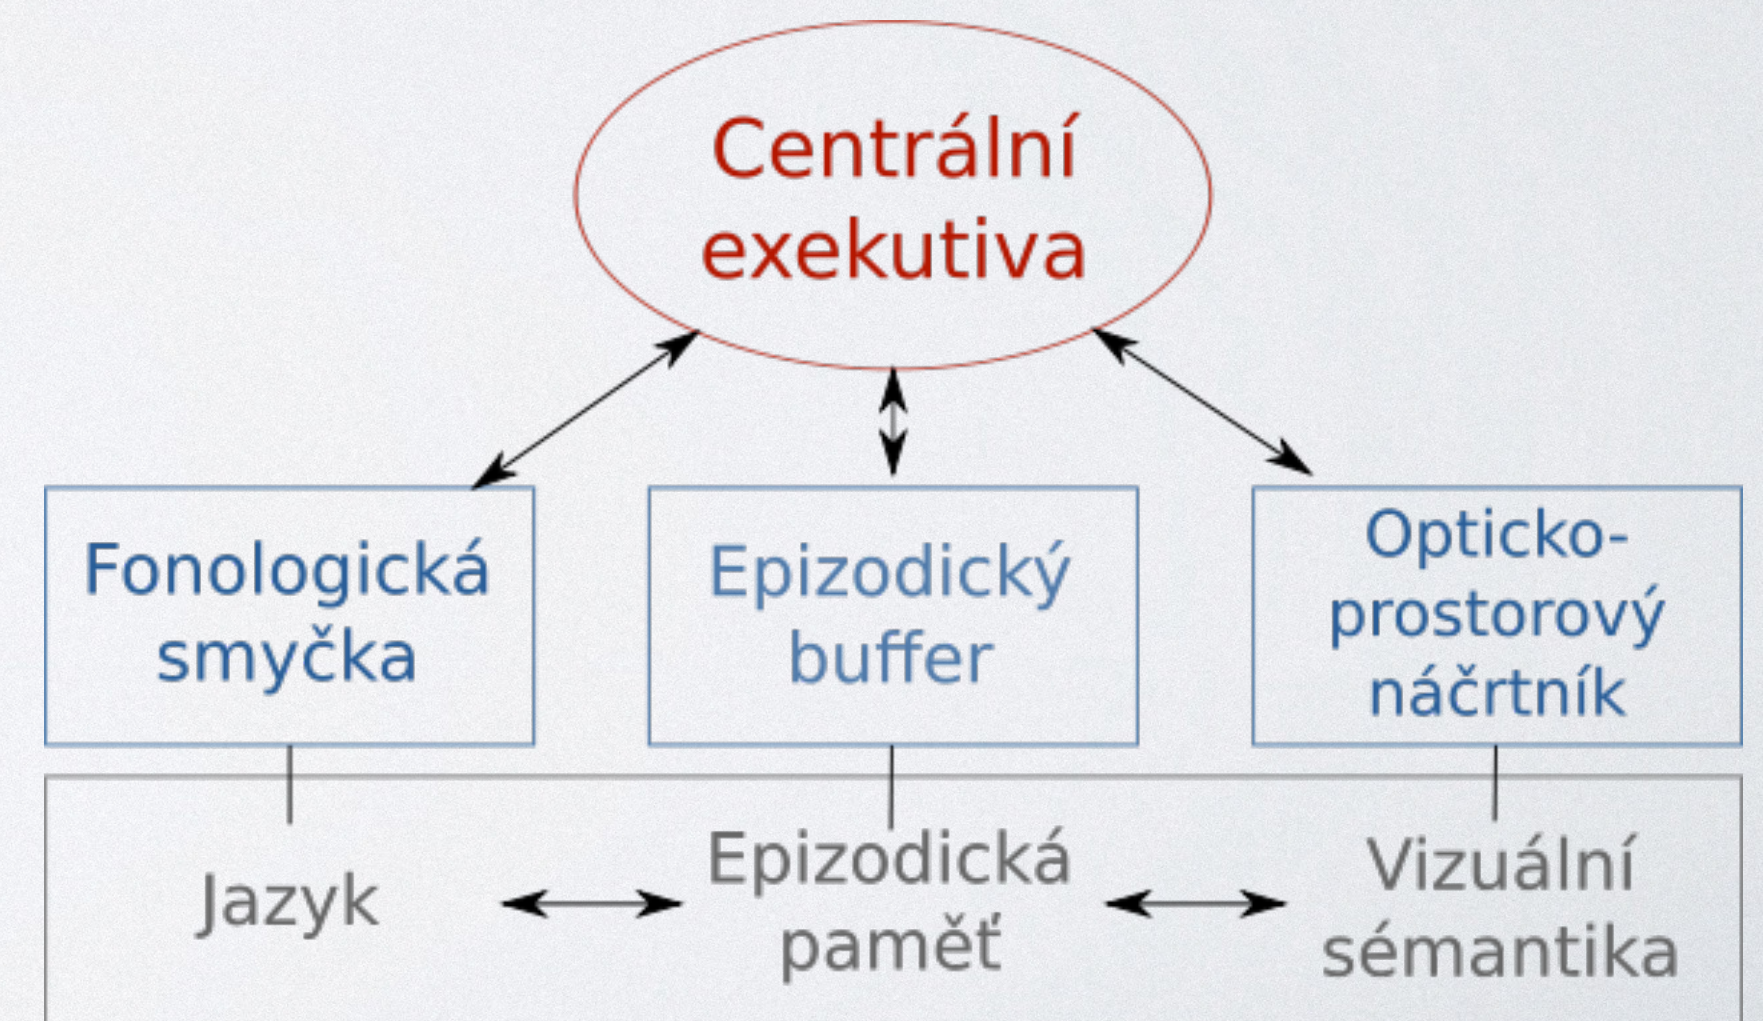 Centrální
exekutiva
Fonologická
smyčka
Epizodický
buffer
Opticko-
prostorový
náčrtník
Jazyk
Epizodická
paměť
Vizuální
sémantika